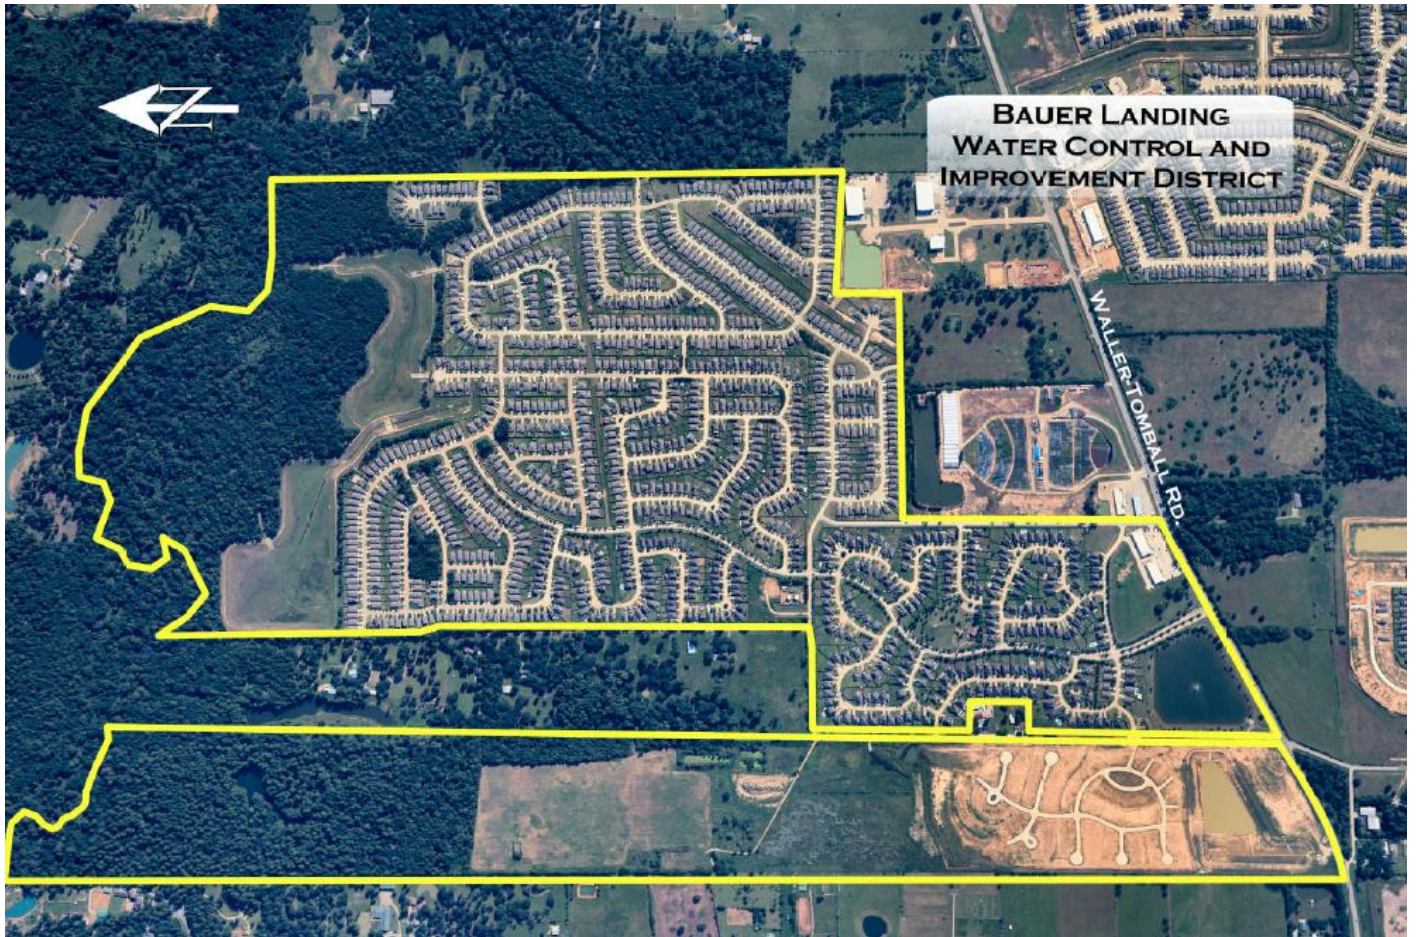 N
BAUER LANDING
WATER CONTROL AND
IMPROVEMENT DISTRICT
WALLER-TOMBALL RD.